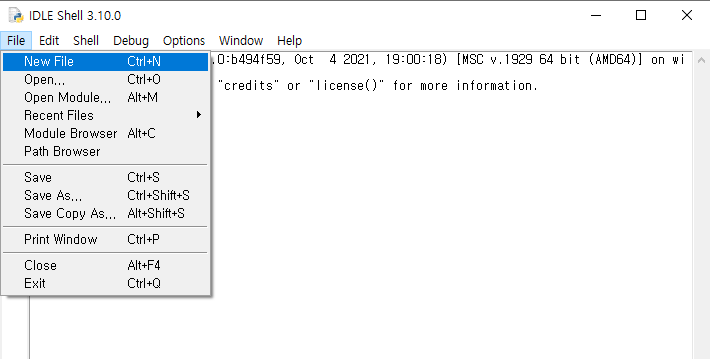 IDLE Shell 3.10.0
File Edit Shell Debug Options Window Help
.0:b494f59, Oct  4 2021, 19:00:18) [MSC v.1929 64 bit (AMD64)] on wi
"credits" or "license()" for more information.
New File Ctrl+N
Open... Ctrl+O
Open Module... Alt+M
Recent Files
Module Browser Alt+C
Path Browser
Save Ctrl+S
Save As... Ctrl+Shift+S
Save Copy As... Alt+Shift+S
Print Window Ctrl+P
Close Alt+F4
Exit Ctrl+Q